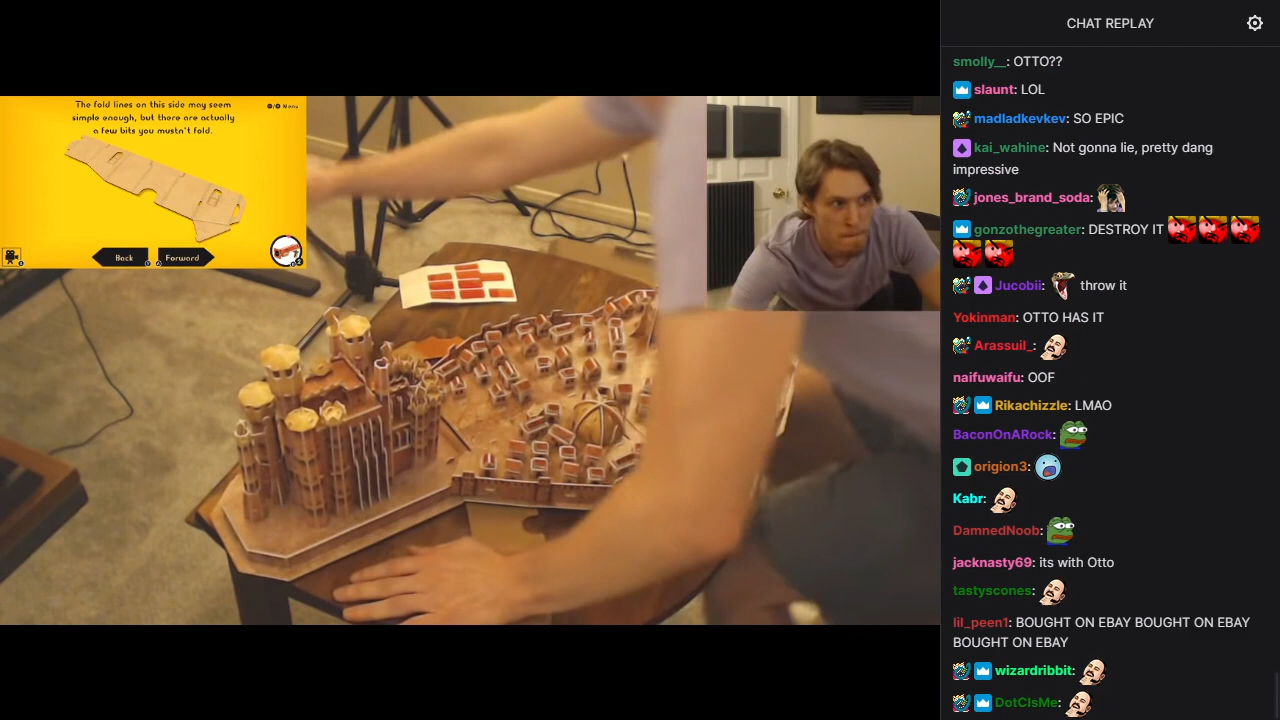 The fold lines on this side may seem
simple enough, but there are actually
a few bits you mustn't fold.
Menu
Back
Forward
CHAT REPLAY
smolly__: OTTO??
slaunt: LOL
madladkevkev: SO EPIC
kai_wahine: Not gonna lie, pretty dang
impressive
jones_brand_soda:
gonzothegreater: DESTROY IT
Jucobii: throw it
Yokinman: OTTO HAS IT
Arassuil_:
naifuwaifu: OOF
Rikachizzle: LMAO
BaconOnARock:
origion3:
Kabr:
DamnedNoob:
jacknasty69: its with Otto
tastyscones:
lil_peen1: BOUGHT ON EBAY BOUGHT ON EBAY
BOUGHT ON EBAY
wizardribbit:
DotCIsMe: